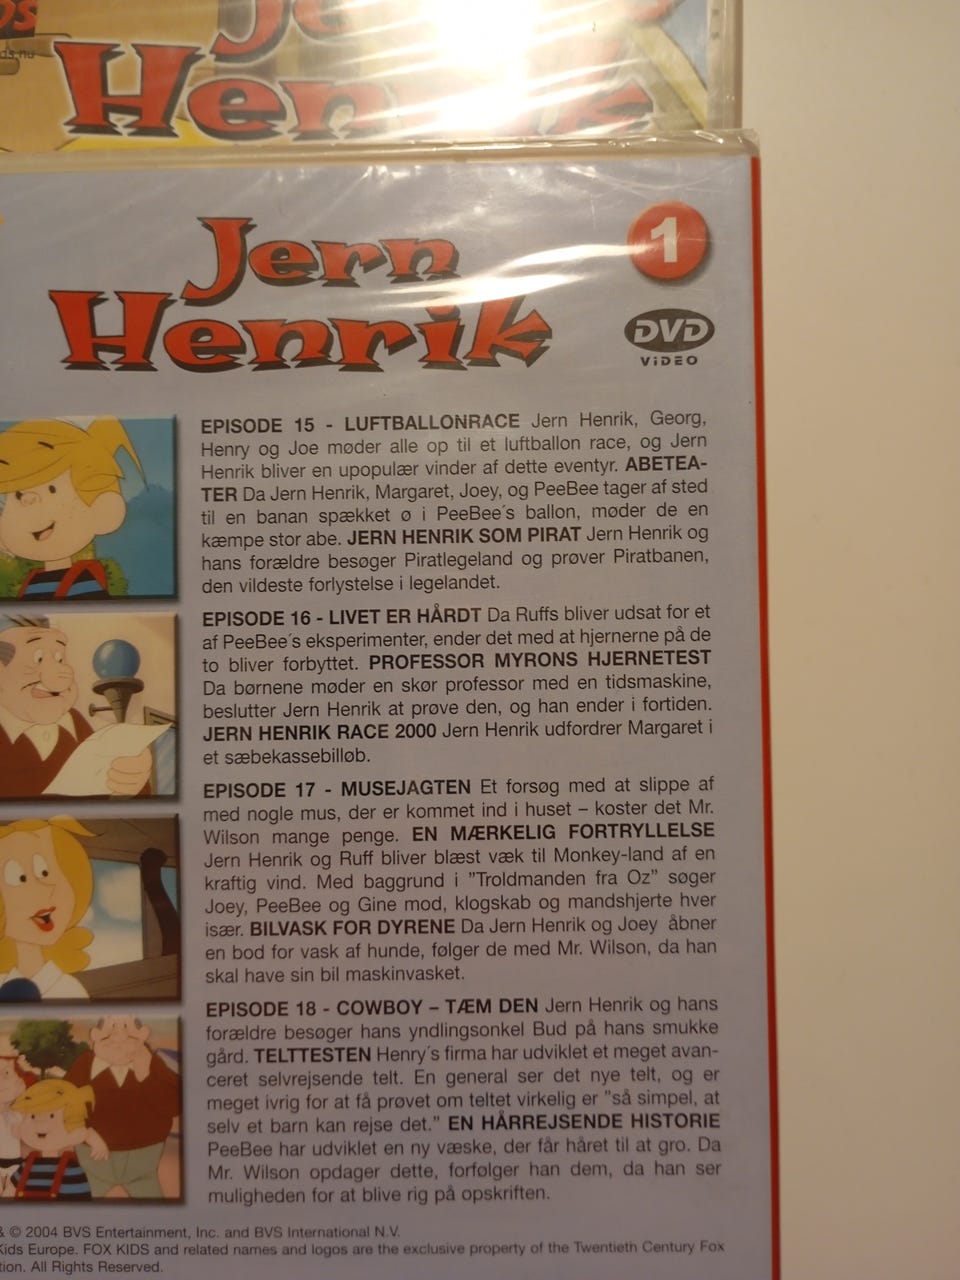 ds.nu
Henrik
Jern
Henrik
1
DVD
VIDEO
EPISODE 15 - LUFTBALLONRACE Jern Henrik, Georg,
Henry og Joe møder alle op til et luftballon race, og Jern
Henrik bliver en upopulær vinder af dette eventyr. ABETEA-
TER Da Jern Henrik, Margaret, Joey, og PeeBee tager af sted
til en banan spækket ø i PeeBee´s ballon, møder de en
kæmpe stor abe. JERN HENRIK SOM PIRAT Jern Henrik og
hans forældre besøger Piratlegeland og prøver Piratbanen,
den vildeste forlystelse i legelandet.
EPISODE 16 - LIVET ER HÅRDT Da Ruffs bliver udsat for et
af PeeBee´s eksperimenter, ender det med at hjernerne på de
to bliver forbyttet. PROFESSOR MYRONS HJERNETEST
Da børnene møder en skør professor med en tidsmaskine,
beslutter Jern Henrik at prøve den, og han ender i fortiden.
JERN HENRIK RACE 2000 Jern Henrik udfordrer Margaret i
et sæbekassebilløb.
EPISODE 17 - MUSEJAGTEN Et forsøg med at slippe af
med nogle mus, der er kommet ind i huset – koster det Mr.
Wilson mange penge. EN MÆRKELIG FORTRYLLELSE
Jern Henrik og Ruff bliver blæst væk til Monkey-land af en
kraftig vind. Med baggrund i ”Troldmanden fra Oz” søger
Joey, PeeBee og Gine mod, klogskab og mandshjerte hver
især. BILVASK FOR DYRENE Da Jern Henrik og Joey åbner
en bod for vask af hunde, følger de med Mr. Wilson, da han
skal have sin bil maskinvasket.
EPISODE 18 - COWBOY – TÆM DEN Jern Henrik og hans
forældre besøger hans yndlingsonkel Bud på hans smukke
gård. TELTTESTEN Henry´s firma har udviklet et meget avan-
ceret selvrejsende telt. En general ser det nye telt, og er
meget ivrig for at få prøvet om teltet virkelig er ”så simpel, at
selv et barn kan rejse det.” EN HÅRREJSENDE HISTORIE
PeeBee har udviklet en ny væske, der får håret til at gro. Da
Mr. Wilson opdager dette, forfølger han dem, da han ser
muligheden for at blive rig på opskriften.
& © 2004 BVS Entertainment, Inc. and BVS International N.V.
Kids Europe. FOX KIDS and related names and logos are the exclusive property of the Twentieth Century Fox
tion. All Rights Reserved.